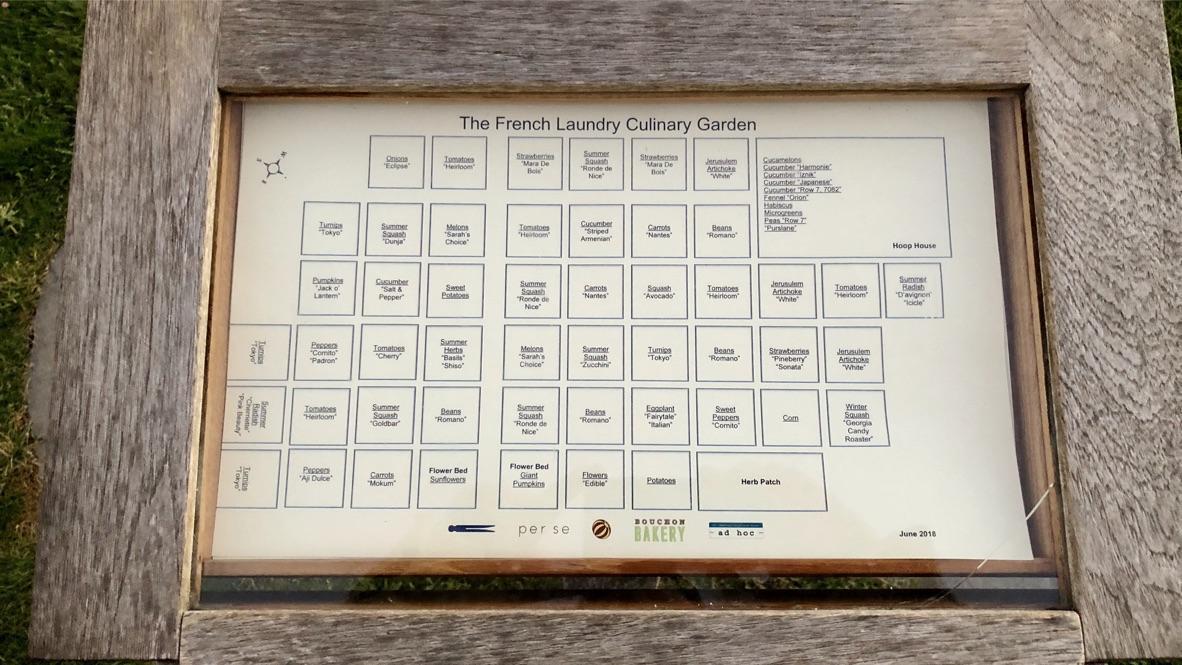 The French Laundry Culinary Garden
Onions
"Eclipse"
Tomatoes
"Heirloom"
Strawberries
"Mara De
Bois"
Summer
Squash
"Ronde de
Nice"
Strawberries
"Mara De
Bois"
Jerusulem
Artichoke
"White"
Cucamelons
Cucumber "Harmonie"
Cucumber "Iznik"
Cucumber "Japanese"
Cucumber "Row 7, 7082"
Fennel "Orion"
Habiscus
Microgreens
Peas "Row 7"
"Purslane"
Hoop House
Turnips
"Tokyo"
Summer
Squash
"Dunja"
Melons
"Sarah's
Choice"
Tomatoes
"Heirloom"
Cucumber
"Striped
Armenian"
Carrots
"Nantes"
Beans
"Romano"
Pumpkins
"Jack o'
Lantern"
Cucumber
"Salt &
Pepper"
Sweet
Potatoes
Summer
Squash
"Ronde de
Nice"
Carrots
"Nantes"
Squash
"Avocado"
Tomatoes
"Heirloom"
Jerusulem
Artichoke
"White"
Tomatoes
"Heirloom"
Summer
Radish
"D'avignon"
"Icicle"
Turnips
"Tokyo"
Peppers
"Cornito"
"Padron"
Tomatoes
"Cherry"
Summer
Herbs
"Basils"
"Shiso"
Melons
"Sarah's
Choice"
Summer
Squash
"Zucchini"
Turnips
"Tokyo"
Beans
"Romano"
Strawberries
"Pineberry"
"Sonata"
Jerusulem
Artichoke
"White"
Summer
Radish
"Cherriette"
"Pink Beauty"
Tomatoes
"Heirloom"
Summer
Squash
"Goldbar"
Beans
"Romano"
Summer
Squash
"Ronde de
Nice"
Beans
"Romano"
Eggplant
"Fairytale"
"Italian"
Sweet
Peppers
"Cornito"
Corn
Winter
Squash
"Georgia
Candy
Roaster"
Turnips
"Tokyo"
Peppers
"Aji Dulce"
Carrots
"Mokum"
Flower Bed
Sunflowers
Flower Bed
Giant
Pumpkins
Flowers
"Edible"
Potatoes
Herb Patch
per se
BOUCHON
BAKERY
ad hoc
June 2018